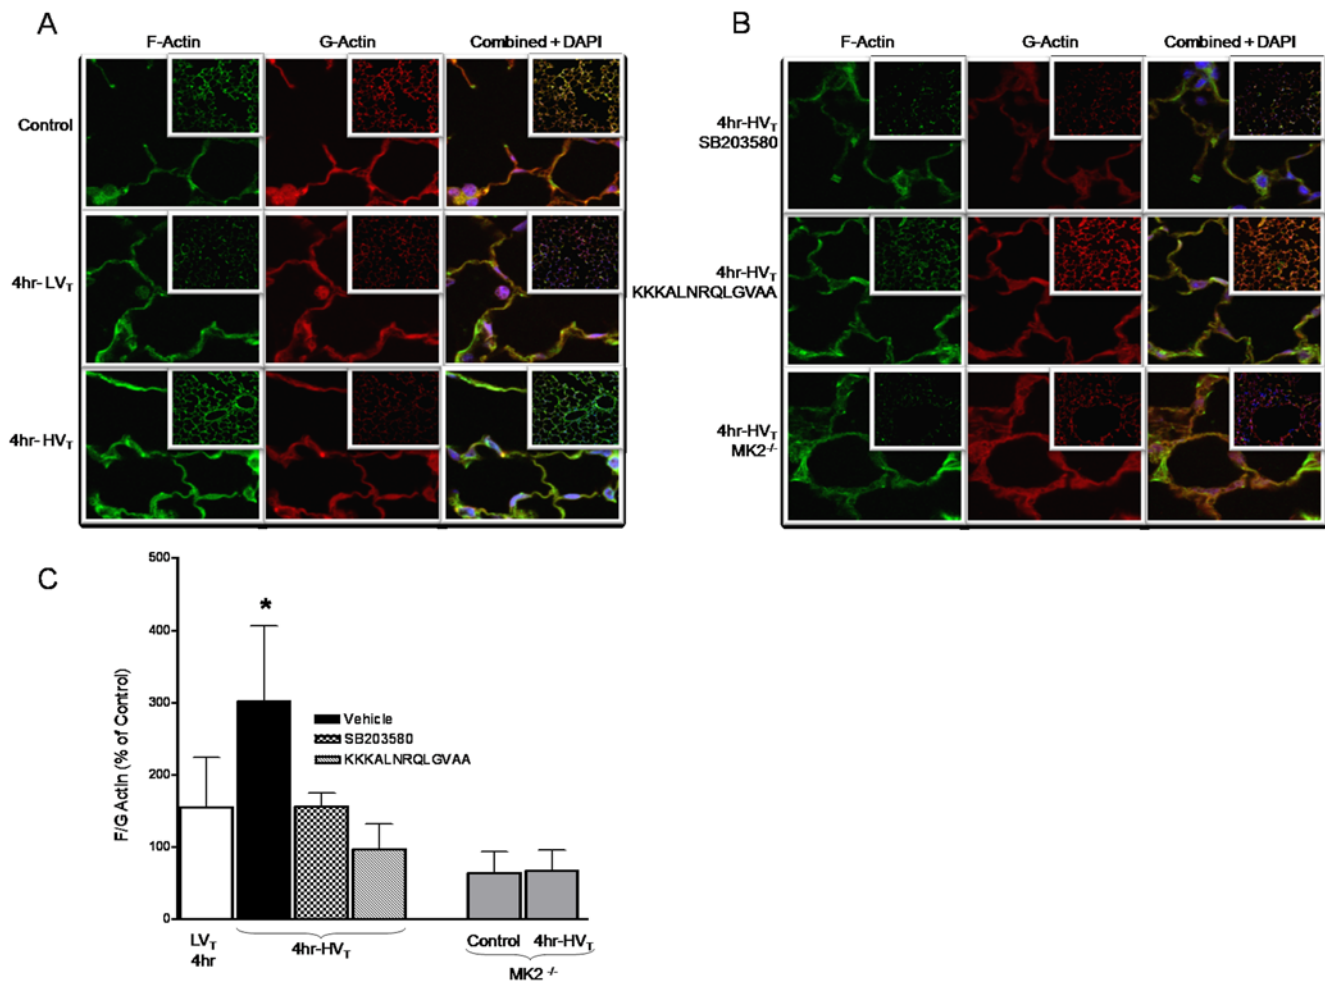 A
F-Actin G-Actin Combined + DAPI
Control
4hr- LVT
4hr- HVT
B
F-Actin G-Actin Combined + DAPI
4hr-HVT
SB203580
4hr-HVT
KKKALNRQLGVAA
4hr-HVT
MK2-/-
C
F/G Actin (% of Control)
500
400
300
200
100
0
*
Vehicle
SB203580
KKKALNRQLGVAA
LVT
4hr
4hr-HVT
Control 4hr-HVT
MK2 -/-